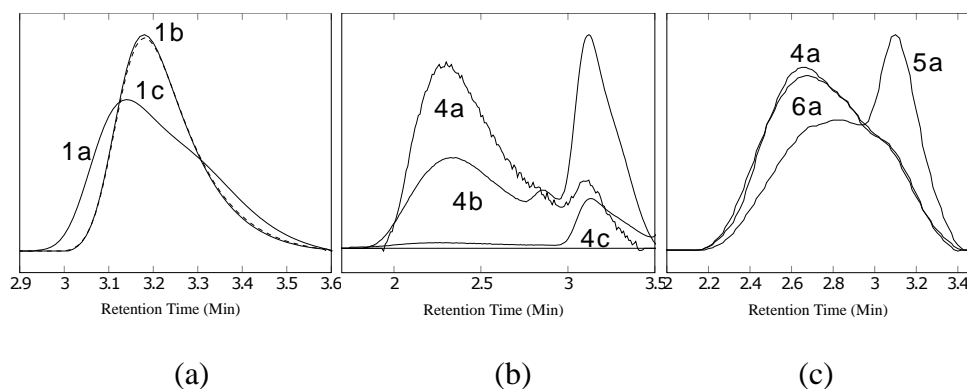 1b
1c
1a
2.9 3 3.1 3.2 3.3 3.4 3.5 3.6
Retention Time (Min)
(a)
4a
4b
4c
2 2.5 3 3.5
Retention Time (Min)
(b)
4a
5a
6a
2 2.2 2.4 2.6 2.8 3 3.2 3.4
Retention Time (Min)
(c)